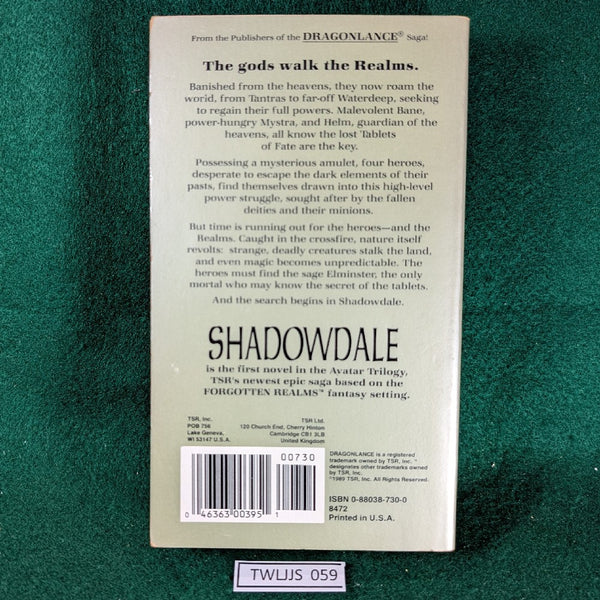 From the Publishers of the DRAGONLANCE® Saga!
The gods walk the Realms.
Banished from the heavens, they now roam the
world, from Tantras to far-off Waterdeep, seeking
to regain their full powers. Malevolent Bane,
power-hungry Mystra, and Helm, guardian of the
heavens, all know the lost Tablets
of Fate are the key.
Possessing a mysterious amulet, four heroes,
desperate to escape the dark elements of their
pasts, find themselves drawn into this high-level
power struggle, sought after by the fallen
deities and their minions.
But time is running out for the heroes—and the
Realms. Caught in the crossfire, nature itself
revolts: strange, deadly creatures stalk the land,
and even magic becomes unpredictable. The
heroes must find the sage Elminster, the only
mortal who may know the secret of the tablets.
And the search begins in Shadowdale.
SHADOWDALE
is the first novel in the Avatar Trilogy,
TSR's newest epic saga based on the
FORGOTTEN REALMS™ fantasy setting.
TSR, Inc.
POB 756
Lake Geneva,
WI 53147 U.S.A.
TSR Ltd.
120 Church End, Cherry Hinton
Cambridge CB1 3LB
United Kingdom
00730
0 46363 00395 1
DRAGONLANCE is a registered
trademark owned by TSR, Inc. ™
designates other trademarks owned
by TSR, Inc.
©1989 TSR, Inc. All Rights Reserved.
ISBN 0-88038-730-0
8472
Printed in U.S.A.
TWLJJS 059